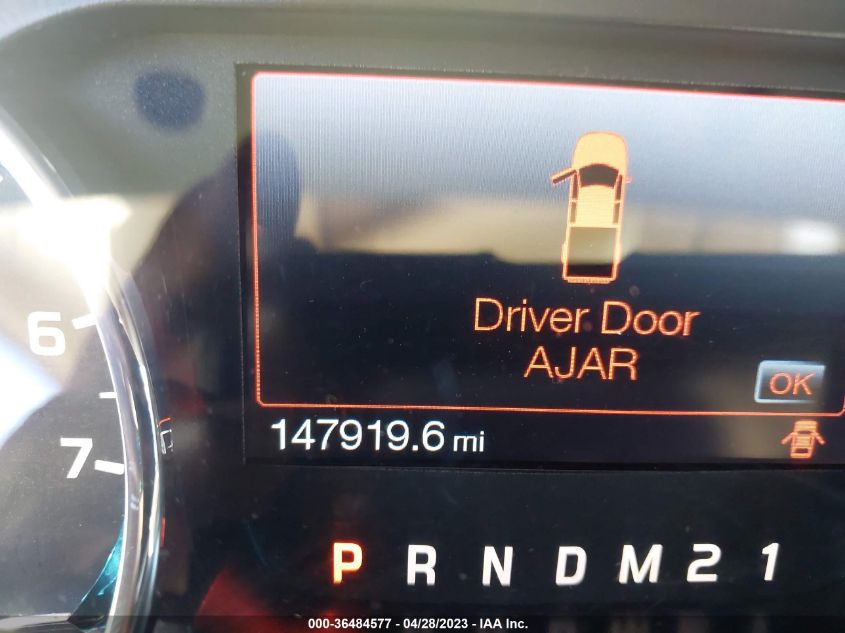 Driver Door
AJAR
OK
6
147919.6 mi
7
P R N D M 2 1
000-36484577 - 04/28/2023 - IAA Inc.